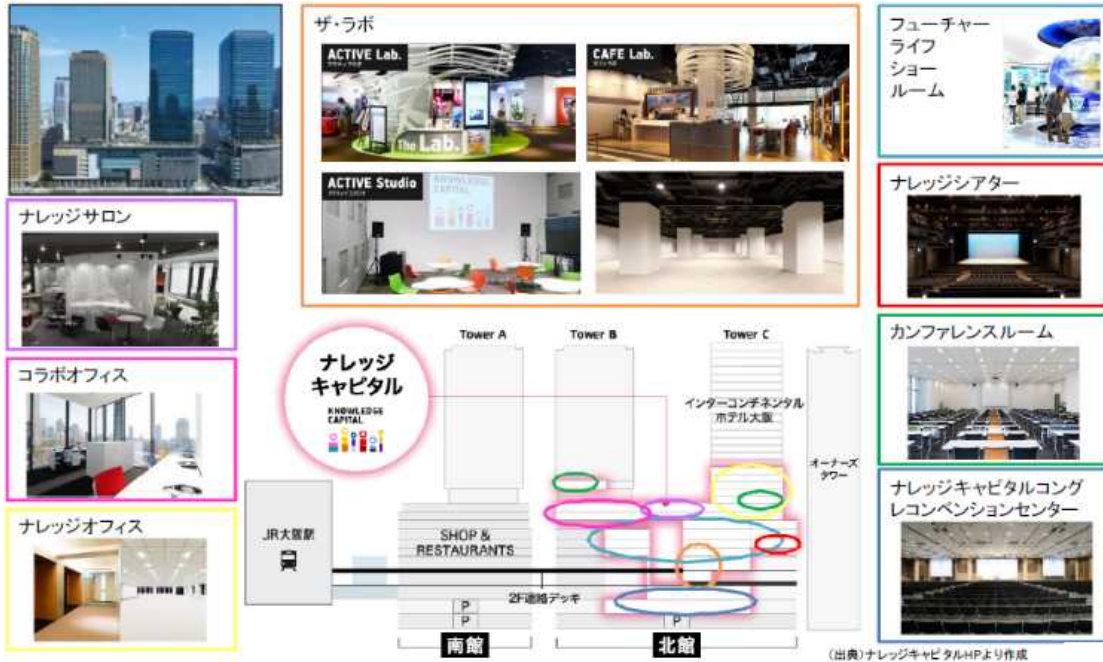 ザ・ラボ
ACTIVE Lab.
CAFE Lab.
The Lab.
ACTIVE Studio
KNOWLEDGE
CAPITAL
フューチャー
ライフ
ショー
ルーム
ナレッジサロン
ナレッジシアター
コラボオフィス
カンファレンスルーム
ナレッジオフィス
ナレッジキャピタルコング
レコンベンションセンター
Tower A
Tower B
Tower C
ナレッジ
キャピタル
KNOWLEDGE
CAPITAL
インターコンチネンタル
ホテル大阪
オーナーズ
タワー
JR大阪駅
SHOP &
RESTAURANTS
2F連絡デッキ
P
P
P
南館
北館
(出典)ナレッジキャピタルHPより作成